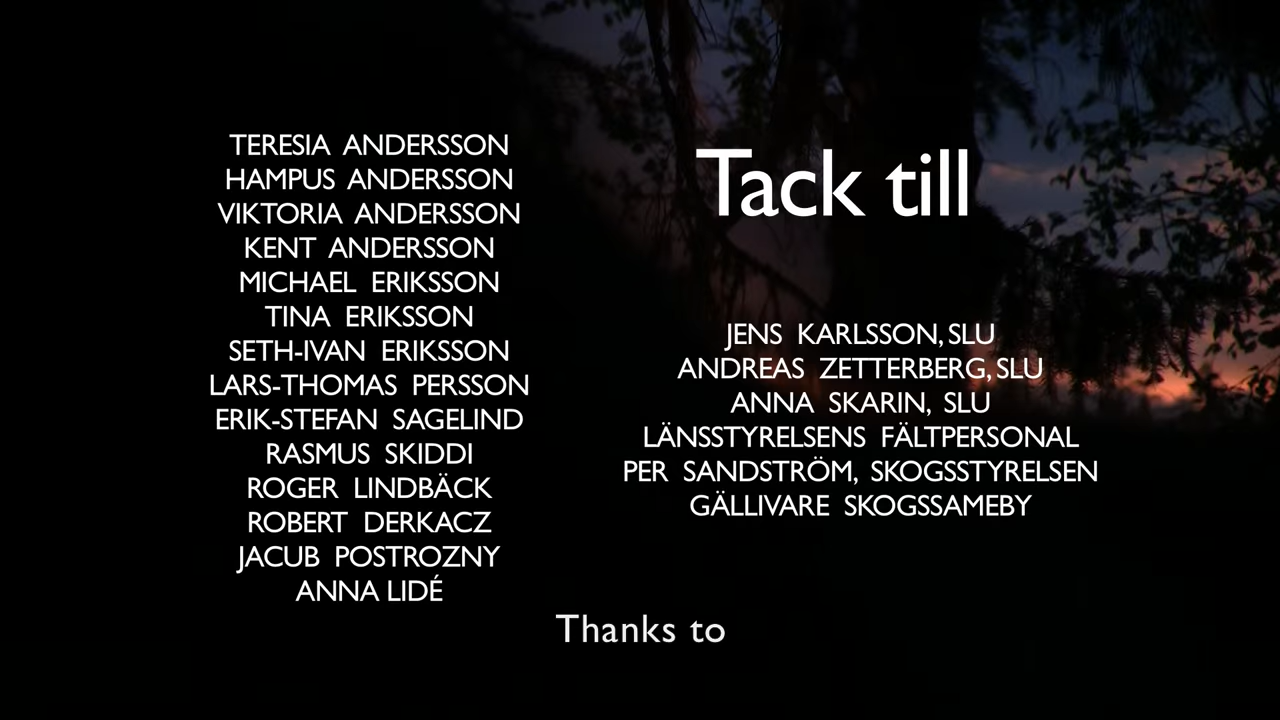 TERESIA ANDERSSON
HAMPUS ANDERSSON
VIKTORIA ANDERSSON
KENT ANDERSSON
MICHAEL ERIKSSON
TINA ERIKSSON
SETH-IVAN ERIKSSON
LARS-THOMAS PERSSON
ERIK-STEFAN SAGELIND
RASMUS SKIDDI
ROGER LINDBÄCK
ROBERT DERKACZ
JACUB POSTROZNY
ANNA LIDÉ
Tack till
JENS KARLSSON, SLU
ANDREAS ZETTERBERG, SLU
ANNA SKARIN, SLU
LÄNSSTYRELSENS FÄLTPERSONAL
PER SANDSTRÖM, SKOGSSTYRELSEN
GÄLLIVARE SKOGSSAMEBY
Thanks to